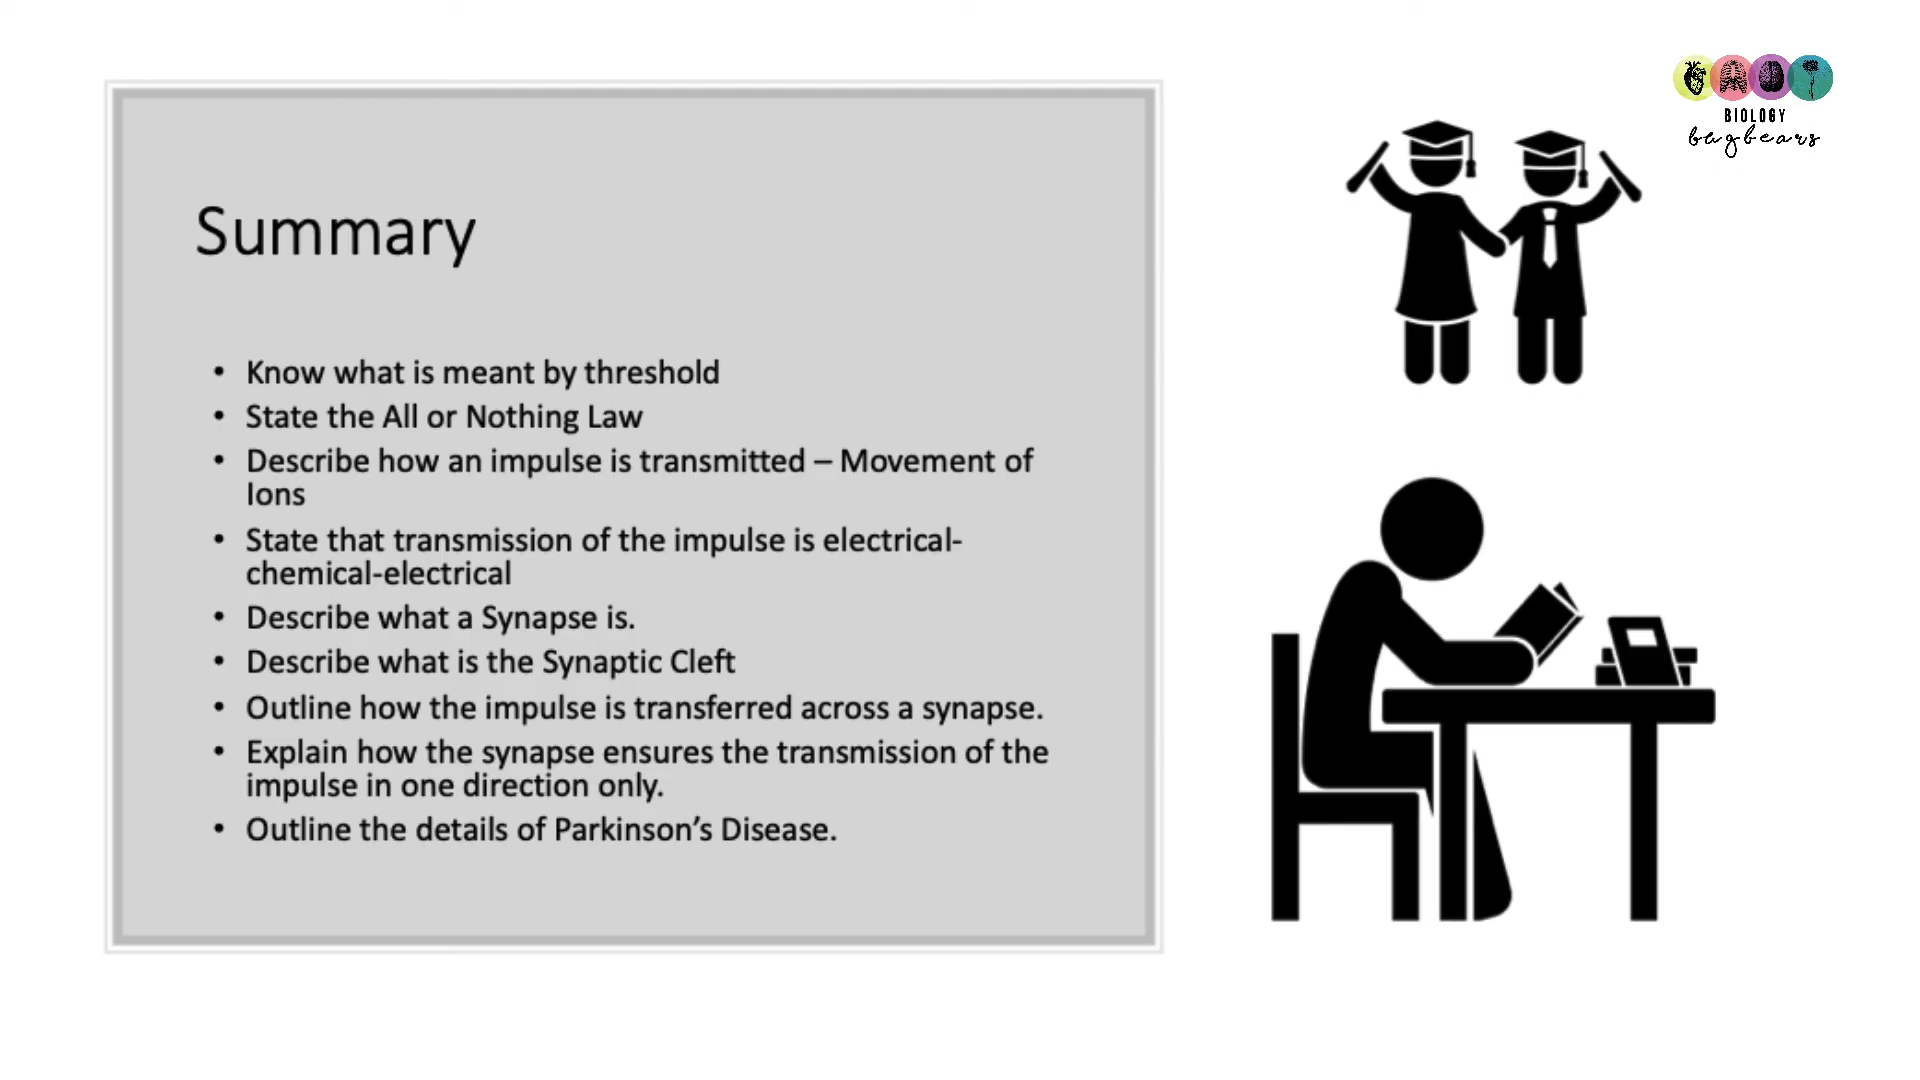 BIOLOGY
bugbears
Summary
• Know what is meant by threshold
• State the All or Nothing Law
• Describe how an impulse is transmitted – Movement of
Ions
• State that transmission of the impulse is electrical-
chemical-electrical
• Describe what a Synapse is.
• Describe what is the Synaptic Cleft
• Outline how the impulse is transferred across a synapse.
• Explain how the synapse ensures the transmission of the
impulse in one direction only.
• Outline the details of Parkinson’s Disease.